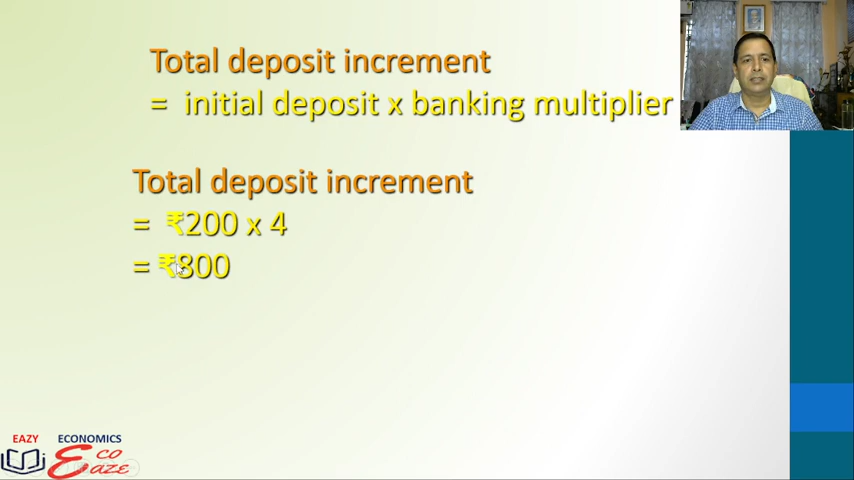 Total deposit increment
= initial deposit x banking multiplier
Total deposit increment
= ₹200 x 4
= ₹800
EAZY ECONOMICS
Eco
Eaze